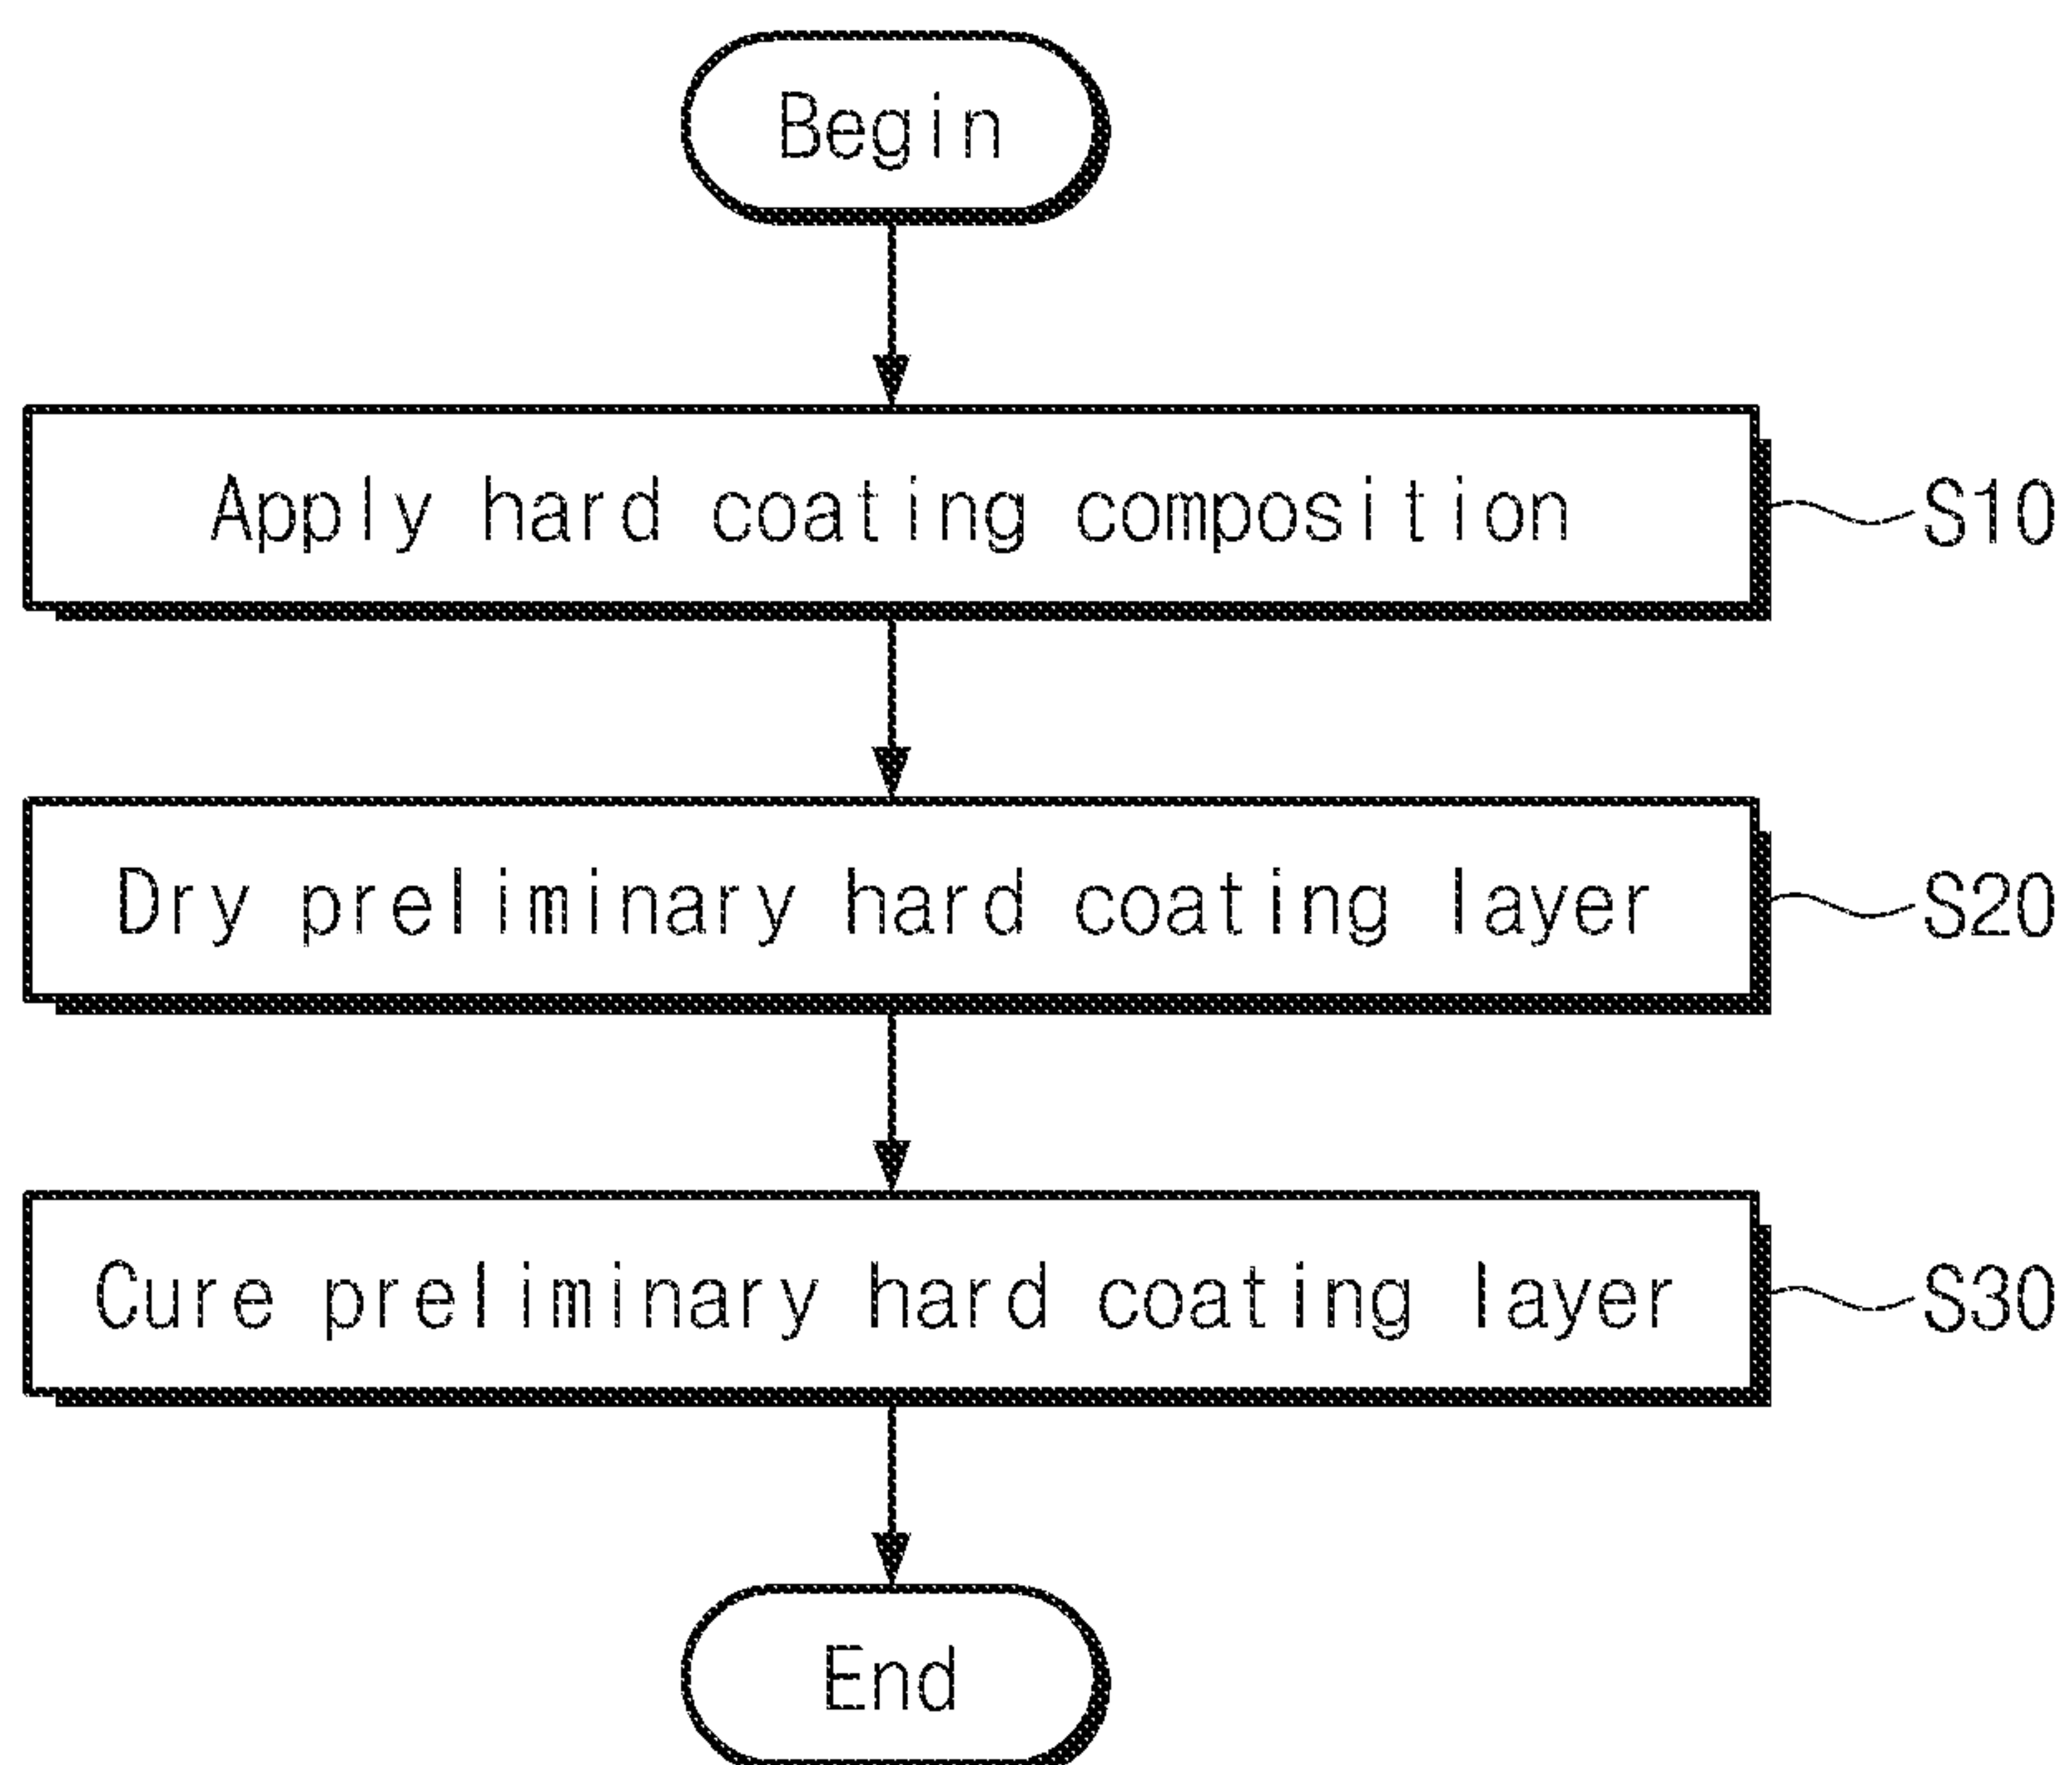 Begin
Apply hard coating composition
S10
Dry preliminary hard coating layer
S20
Cure preliminary hard coating layer
S30
End